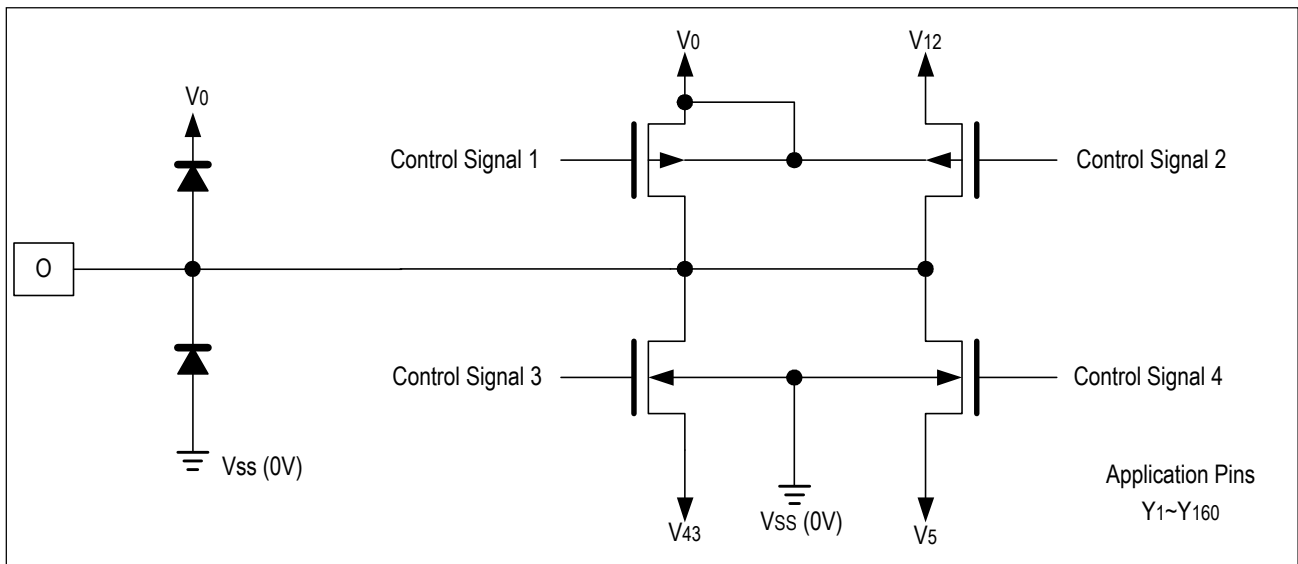 V0
V12
V0
Control Signal 1
Control Signal 2
O
Control Signal 3
Control Signal 4
Vss (0V)
Application Pins
Y1~Y160
V43
VSS (0V)
V5